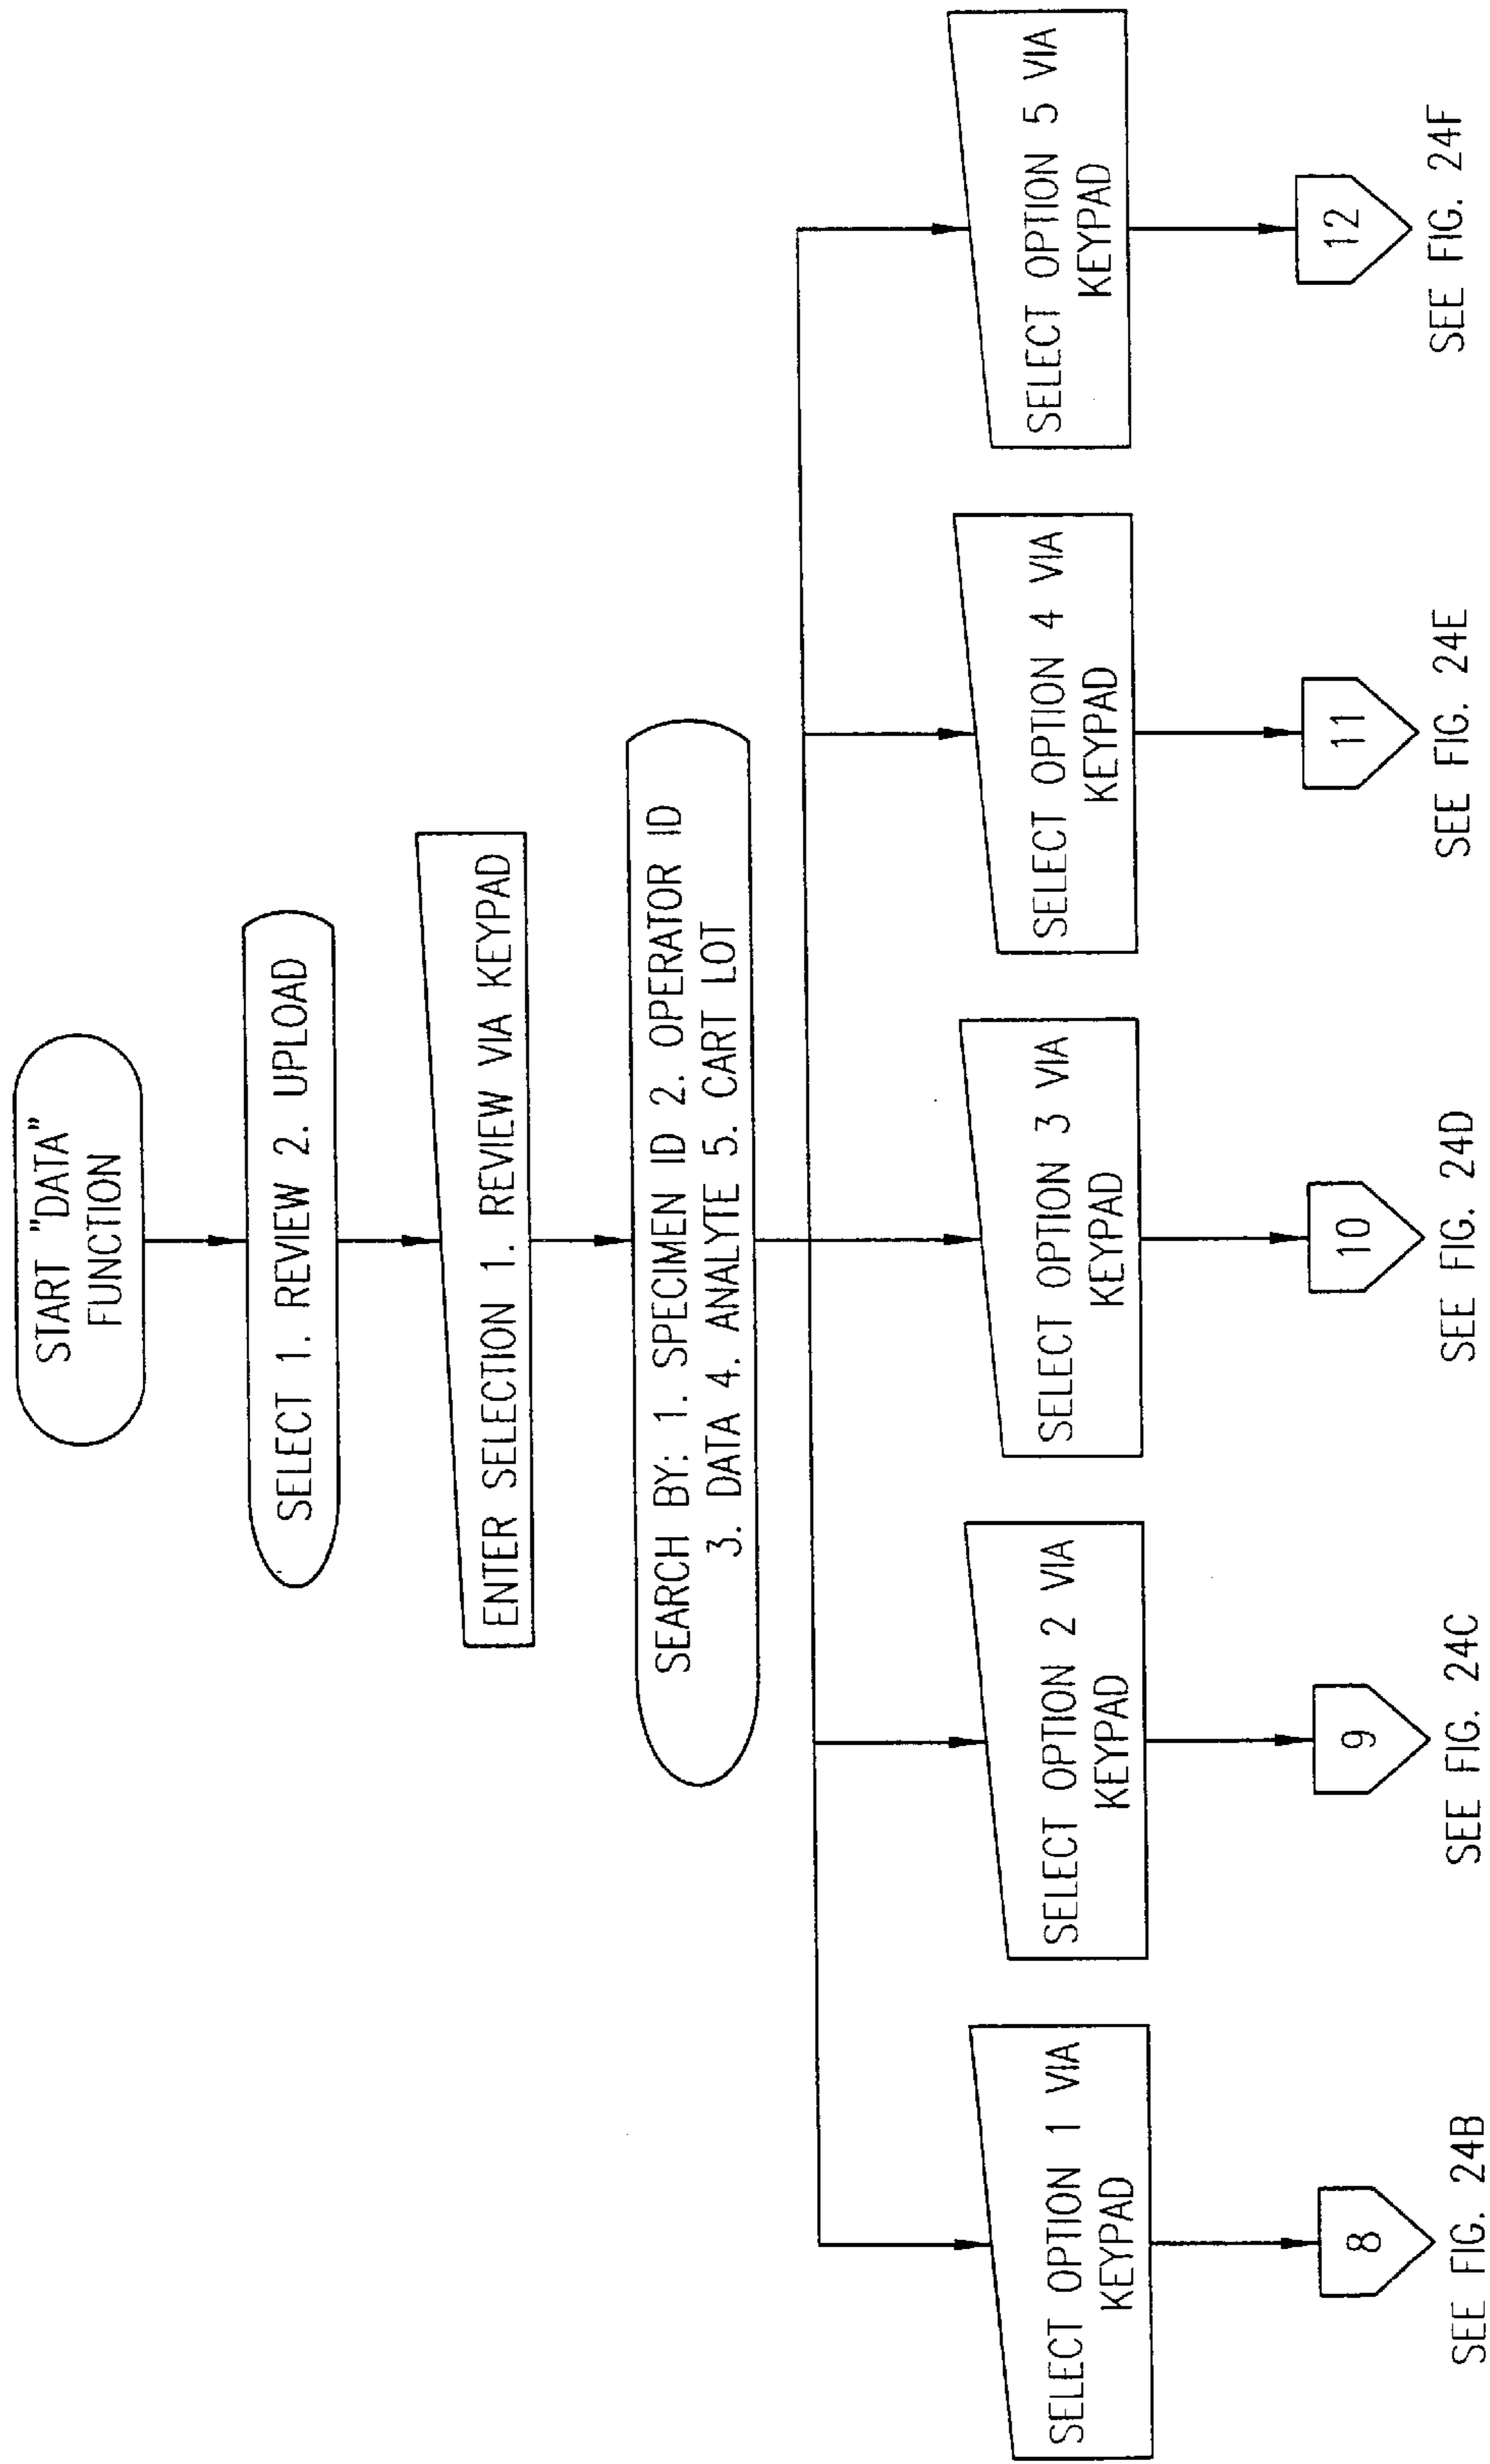 START "DATA"
FUNCTION
SELECT 1. REVIEW 2. UPLOAD
ENTER SELECTION 1. REVIEW VIA KEYPAD
SEARCH BY: 1. SPECIMEN ID 2. OPERATOR ID
3. DATA 4. ANALYTE 5. CART LOT
SELECT OPTION 1 VIA
KEYPAD
8
SEE FIG. 24B
SELECT OPTION 2 VIA
KEYPAD
9
SEE FIG. 24C
SELECT OPTION 3 VIA
KEYPAD
10
SEE FIG. 24D
SELECT OPTION 4 VIA
KEYPAD
11
SEE FIG. 24E
SELECT OPTION 5 VIA
KEYPAD
12
SEE FIG. 24F